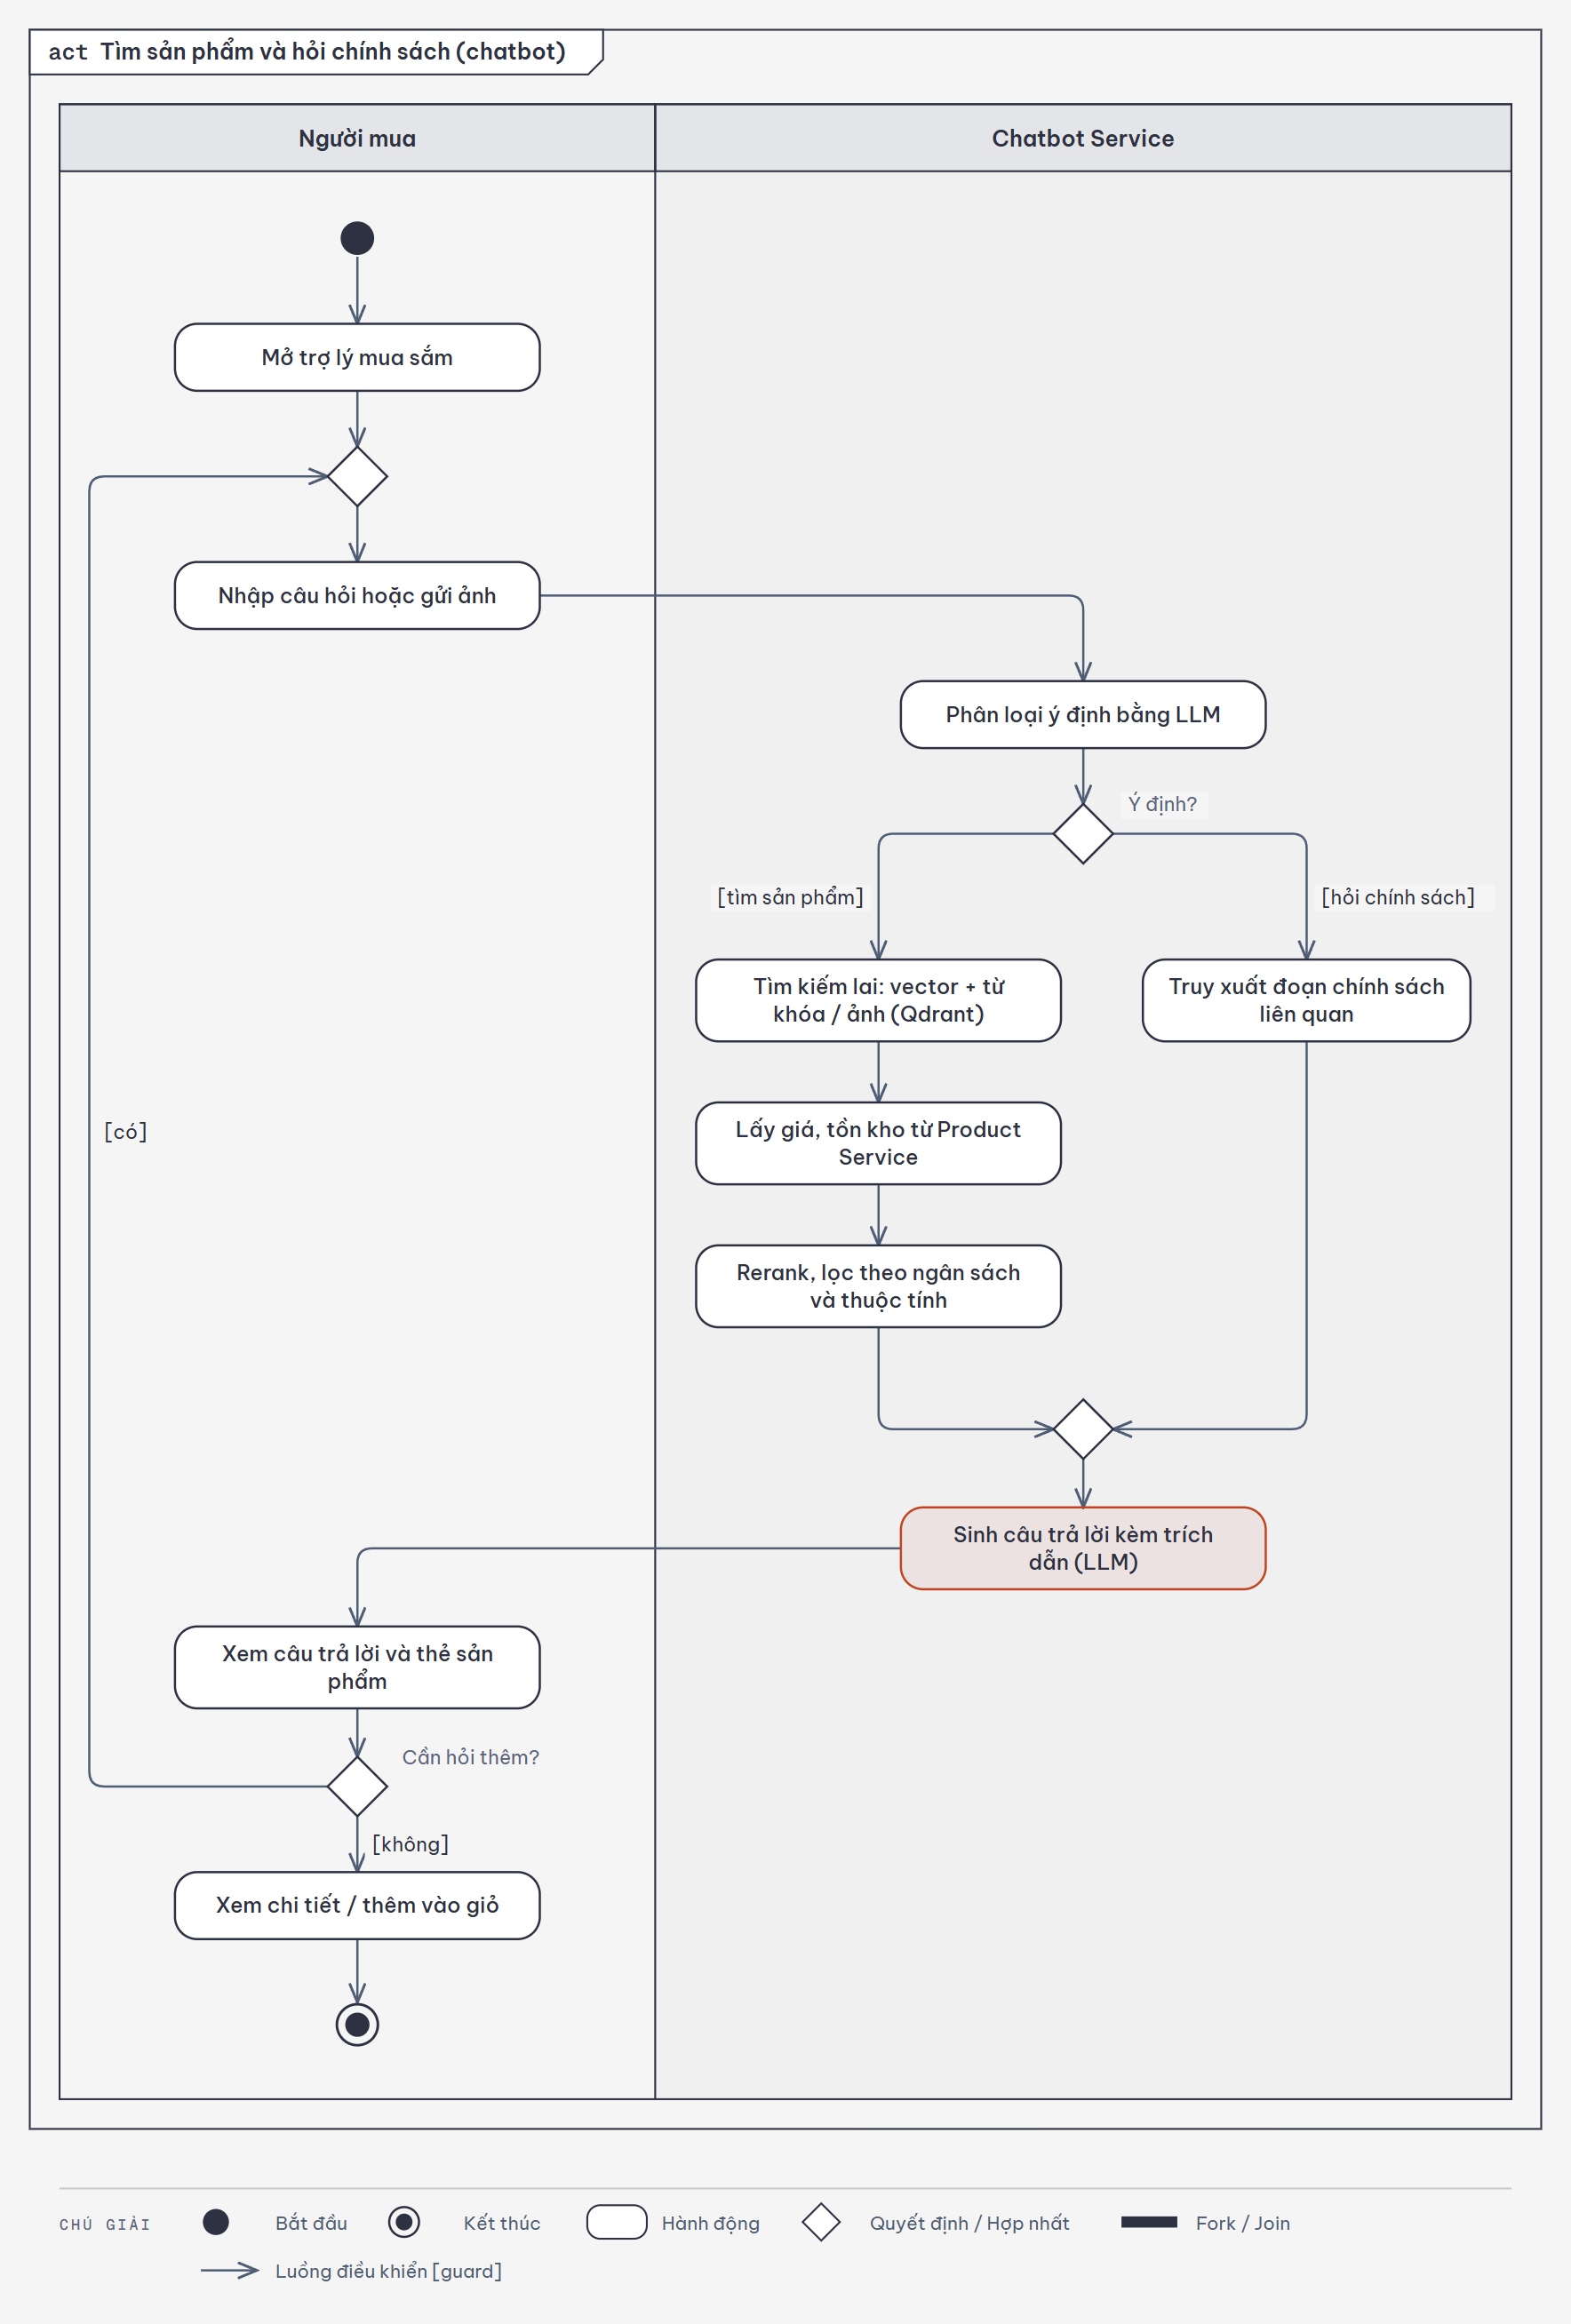 act Tìm sản phẩm và hỏi chính sách (chatbot)
Người mua
Chatbot Service
Mở trợ lý mua sắm
Nhập câu hỏi hoặc gửi ảnh
Phân loại ý định bằng LLM
Ý định?
[tìm sản phẩm]
[hỏi chính sách]
Tìm kiếm lai: vector + từ
khóa / ảnh (Qdrant)
Truy xuất đoạn chính sách
liên quan
[có]
Lấy giá, tồn kho từ Product
Service
Rerank, lọc theo ngân sách
và thuộc tính
Sinh câu trả lời kèm trích
dẫn (LLM)
Xem câu trả lời và thẻ sản
phẩm
Cần hỏi thêm?
[không]
Xem chi tiết / thêm vào giỏ
CHÚ GIẢI
Bắt đầu
Kết thúc
Hành động
Quyết định / Hợp nhất
Fork / Join
Luồng điều khiển [guard]